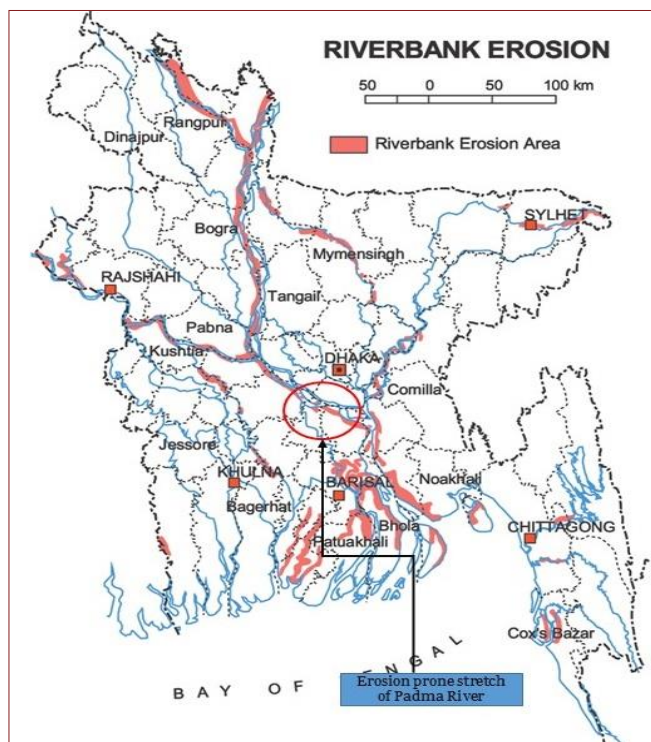 RIVERBANK EROSION
50 0 50 100 km
Riverbank Erosion Area
Rangpur
Dinajpur
SYLHET
Bogra
Mymensingh
RAJSHAHI
Tangail
Pabna
Kushtia
DHAKA
Comilla
Jessore
KHULNA
Noakhali
BARISAL
Bagerhat
Bhola
CHITTAGONG
Patuakhali
Cox's Bazar
BAY OF
NGAL
Erosion prone stretch
of Padma River